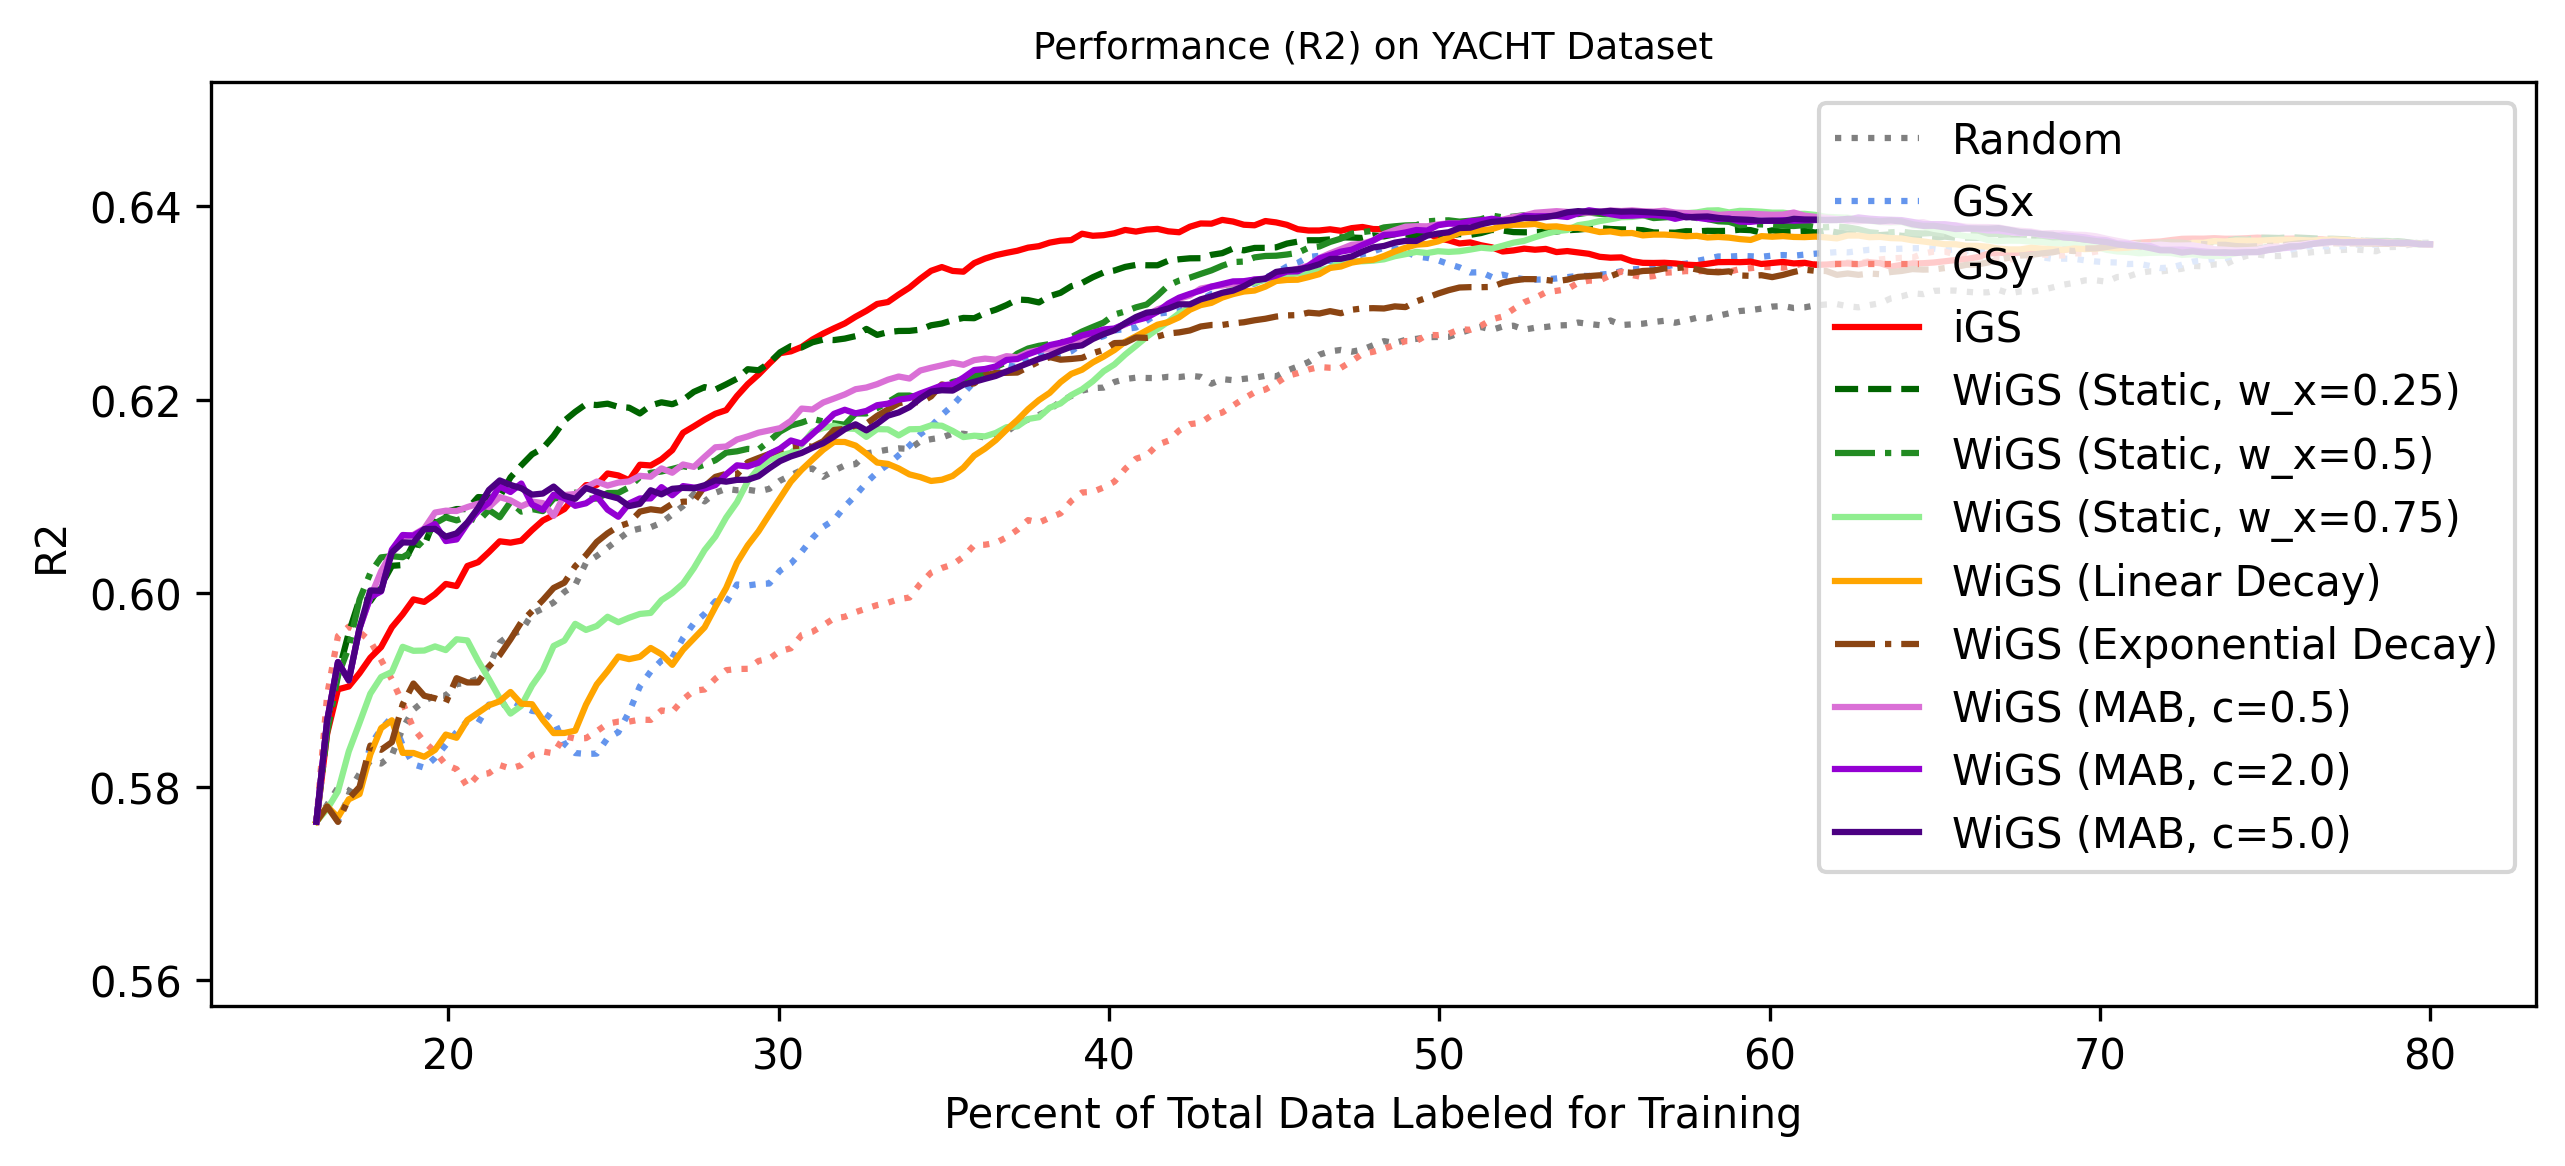 Performance (R2) on YACHT Dataset
R2
0.64
0.62
0.60
0.58
0.56
20 30 40 50 60 70 80
Percent of Total Data Labeled for Training
Random
GSx
GSy
iGS
WiGS (Static, w_x=0.25)
WiGS (Static, w_x=0.5)
WiGS (Static, w_x=0.75)
WiGS (Linear Decay)
WiGS (Exponential Decay)
WiGS (MAB, c=0.5)
WiGS (MAB, c=2.0)
WiGS (MAB, c=5.0)